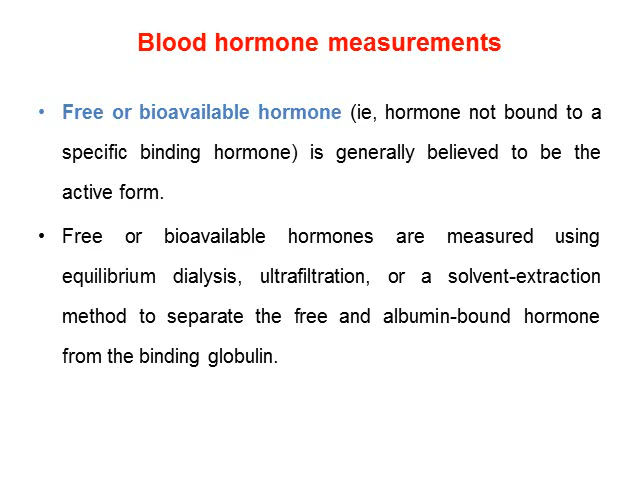 Blood hormone measurements
• Free or bioavailable hormone (ie, hormone not bound to a
specific binding hormone) is generally believed to be the
active form.
• Free or bioavailable hormones are measured using
equilibrium dialysis, ultrafiltration, or a solvent-extraction
method to separate the free and albumin-bound hormone
from the binding globulin.